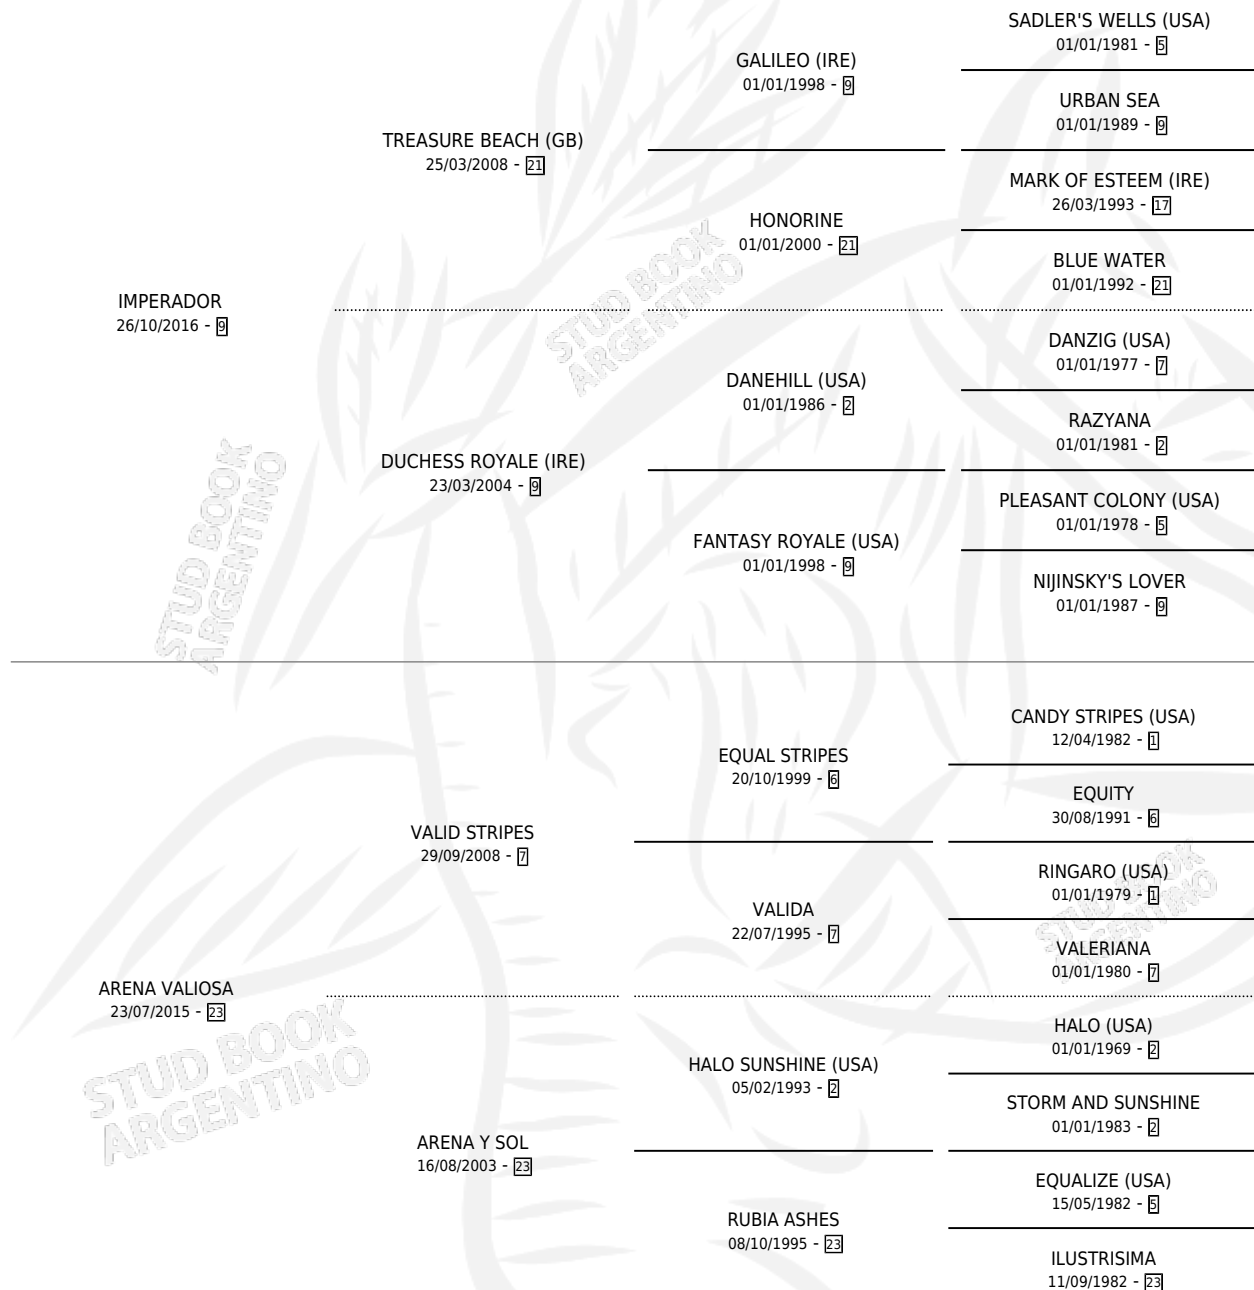 SADLER'S WELLS (USA)
01/01/1981 - 5
GALILEO (IRE)
01/01/1998 - 9
URBAN SEA
01/01/1989 - 9
TREASURE BEACH (GB)
25/03/2008 - 21
MARK OF ESTEEM (IRE)
26/03/1993 - 17
HONORINE
01/01/2000 - 21
BLUE WATER
01/01/1992 - 21
IMPERADOR
26/10/2016 - 9
DANZIG (USA)
01/01/1977 - 7
DANEHILL (USA)
01/01/1986 - 2
RAZYANA
01/01/1981 - 2
DUCHESS ROYALE (IRE)
23/03/2004 - 9
PLEASANT COLONY (USA)
01/01/1978 - 5
FANTASY ROYALE (USA)
01/01/1998 - 9
NIJINSKY'S LOVER
01/01/1987 - 9
CANDY STRIPES (USA)
12/04/1982 - 1
EQUAL STRIPES
20/10/1999 - 6
EQUITY
30/08/1991 - 6
VALID STRIPES
29/09/2008 - 7
RINGARO (USA)
01/01/1979 - 1
VALIDA
22/07/1995 - 7
VALERIANA
01/01/1980 - 7
ARENA VALIOSA
23/07/2015 - 23
HALO (USA)
01/01/1969 - 2
HALO SUNSHINE (USA)
05/02/1993 - 2
STORM AND SUNSHINE
01/01/1983 - 2
ARENA Y SOL
16/08/2003 - 23
EQUALIZE (USA)
15/05/1982 - 5
RUBIA ASHES
08/10/1995 - 23
ILUSTRISIMA
11/09/1982 - 23
STUD BOOK
ARGENTINO
STUD BOOK
ARGENTINO
STUD BOOK
ARGENTINO
STUD BOOK
ARGENTINO